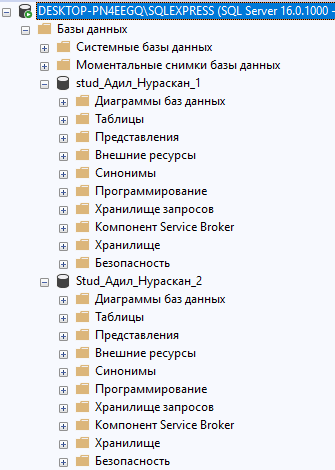 DESKTOP-PN4EEGQ\SQLEXPRESS (SQL Server 16.0.1000 -
Базы данных
Системные базы данных
Моментальные снимки базы данных
stud_Адил_Нураскан_1
Диаграммы баз данных
Таблицы
Представления
Внешние ресурсы
Синонимы
Программирование
Хранилище запросов
Компонент Service Broker
Хранилище
Безопасность
Stud_Адил_Нураскан_2
Диаграммы баз данных
Таблицы
Представления
Внешние ресурсы
Синонимы
Программирование
Хранилище запросов
Компонент Service Broker
Хранилище
Безопасность